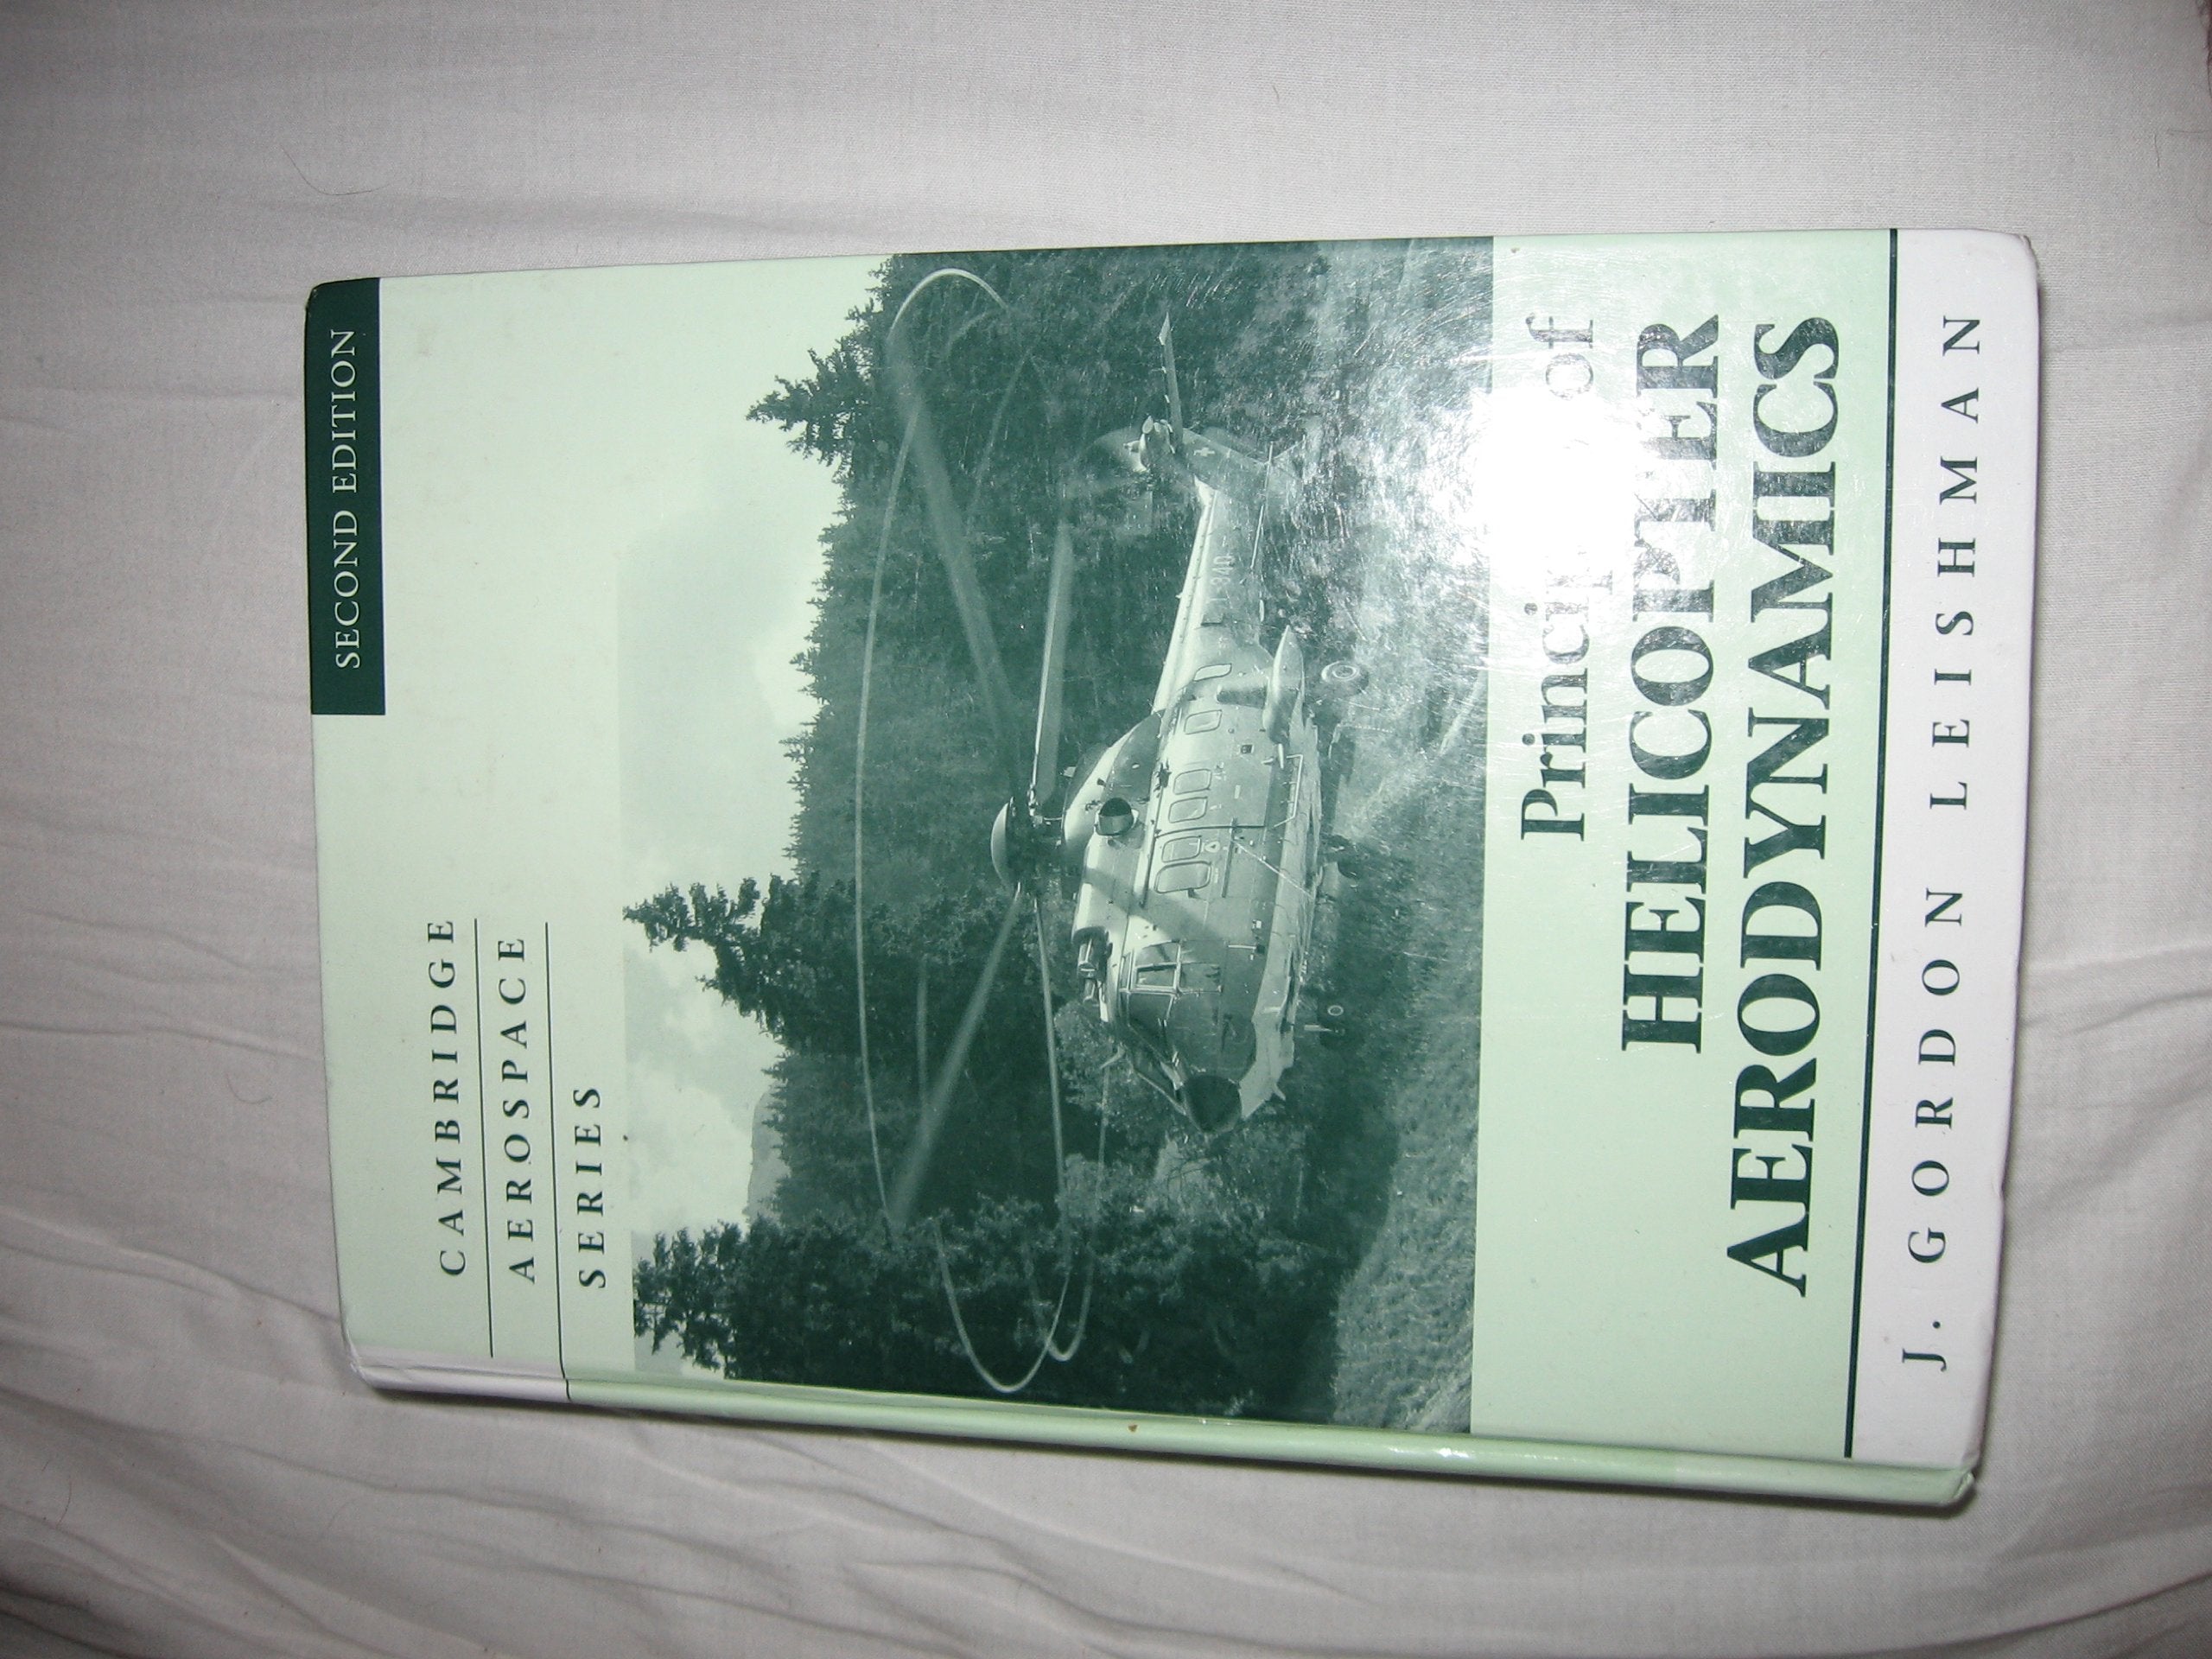 SECOND EDITION
CAMBRIDGE
AEROSPACE
SERIES
Principles of
HELICOPTER
AERODYNAMICS
J. GORDON LEISHMAN